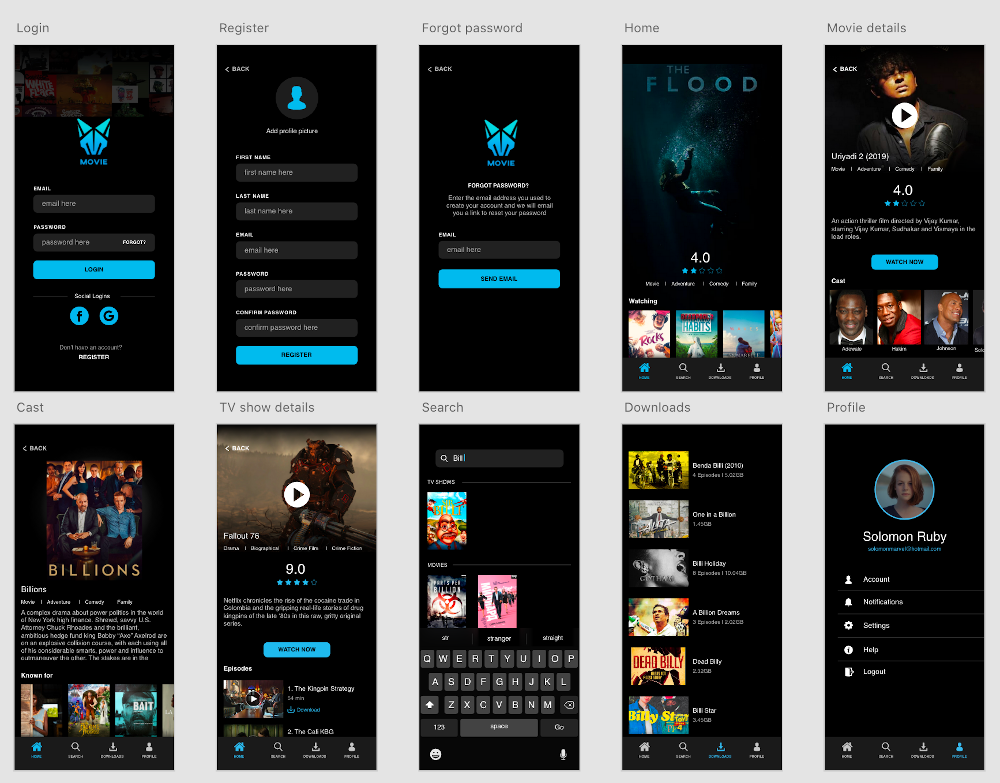 Login
MOVIE
EMAIL
email here
PASSWORD
password here FORGOT?
LOGIN
Social Logins
f G
Don't have an account?
REGISTER
Register
< BACK
Add profile picture
FIRST NAME
first name here
LAST NAME
last name here
EMAIL
email here
PASSWORD
password here
CONFIRM PASSWORD
confirm password here
REGISTER
Forgot password
< BACK
MOVIE
FORGOT PASSWORD?
Enter the email address you used to
create your account and we will email
you a link to reset your password
EMAIL
email here
SEND EMAIL
Home
THE
FLOOD
4.0
Movie | Adventure | Comedy | Family
Watching
ROCKS
HABITS
HOME SEARCH DOWNLOADS PROFILE
Movie details
< BACK
Uriyadi 2 (2019)
Movie | Adventure | Comedy | Family
4.0
An action thriller film directed by Vijay Kumar,
starring Vijay Kumar, Sudhakar and Vismaya in the
lead roles.
WATCH NOW
Cast
Adewale Hakim Johnson
HOME SEARCH DOWNLOADS PROFILE
Cast
< BACK
BILLIONS
Billions
Movie | Adventure | Comedy Family
A complex drama about power politics in the world
of New York high finance. Shrewd, savvy U.S.
Attorney Chuck Rhoades and the brilliant,
ambitious hedge fund king Bobby "Axe" Axelrod are
on an explosive collision course, with each using all
of his considerable smarts, power and influence to
outmaneuver the other. The stakes are in the
Known for
BAIT
HOME SEARCH DOWNLOADS PROFILE
TV show details
< BACK
Fallout 76
Drama | Biographical | Crime Film | Crime Fiction
9.0
Netflix chronicles the rise of the cocaine trade in
Colombia and the gripping real-life stories of drug
kingpins of the late '80s in this raw, gritty original
series.
WATCH NOW
Episodes
1. The Kingpin Strategy
54 min
Download
2. The Call KBG
HOME SEARCH DOWNLOADS PROFILE
Search
Bill
TV SHOWS
MOVIES
str stranger straight
Q W E R T Y U I O P
A S D F G H J K L
Z X C V B N M
123 space Go
Downloads
Benda Billi (2010)
4 Episodes I 5.02GB
One in a Billion
1.45GB
Billi Holiday
8 Episodes I 10.04GB
GOTHAM
A Billion Dreams
3 Episodes I 2.02GB
DEAD BILLY
Dead Billy
2.32GB
Billy Star
Billi Star
3.45GB
HOME SEARCH DOWNLOADS PROFILE
Profile
Solomon Ruby
solomonmarvel@hotmail.com
Account
Notifications
Settings
Help
Logout
HOME SEARCH DOWNLOADS PROFILE